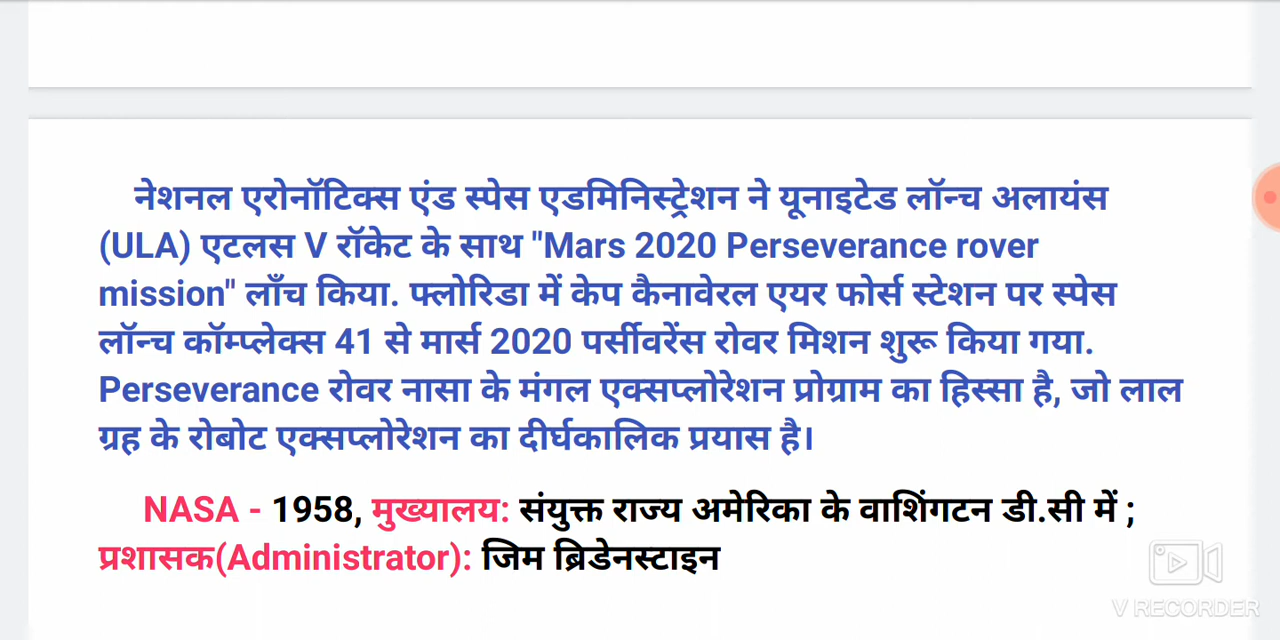 नेशनल एरोनॉटिक्स एंड स्पेस एडमिनिस्ट्रेशन ने यूनाइटेड लॉन्च अलायंस
(ULA) एटलस V रॉकेट के साथ "Mars 2020 Perseverance rover
mission" लाँच किया. फ्लोरिडा में केप कैनावेरल एयर फोर्स स्टेशन पर स्पेस
लॉन्च कॉम्प्लेक्स 41 से मार्स 2020 पर्सीवरेंस रोवर मिशन शुरू किया गया.
Perseverance रोवर नासा के मंगल एक्सप्लोरेशन प्रोग्राम का हिस्सा है, जो लाल
ग्रह के रोबोट एक्सप्लोरेशन का दीर्घकालिक प्रयास है।
NASA - 1958, मुख्यालय: संयुक्त राज्य अमेरिका के वाशिंगटन डी.सी में ;
प्रशासक(Administrator): जिम ब्रिडेनस्टाइन
V RECORDER